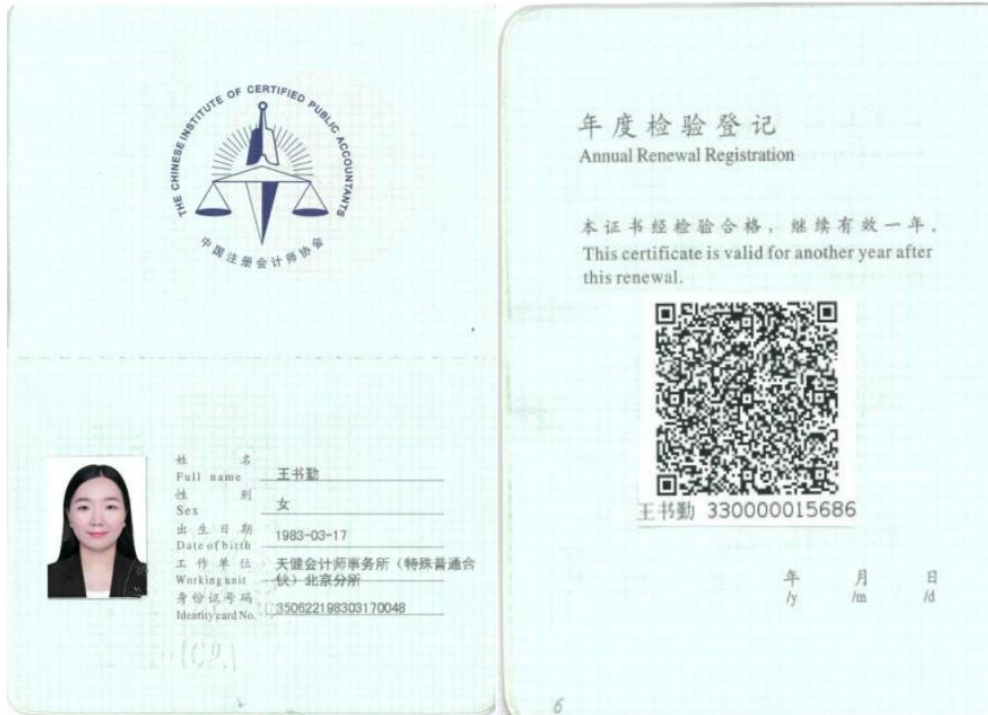 THE CHINESE INSTITUTE OF CERTIFIED PUBLIC ACCOUNTANTS
中国注册会计师协会
姓 名
Full name 王书勤
性 别
Sex 女
出生日期
Date of birth 1983-03-17
工作单位 天健会计师事务所（特殊普通合
Working unit 伙）北京分所
身份证号码
Identity card No. 350622198303170048
年度检验登记
Annual Renewal Registration
本证书经检验合格，继续有效一年。
This certificate is valid for another year after
this renewal.
王书勤 330000015686
年 月 日
/y /m /d
6